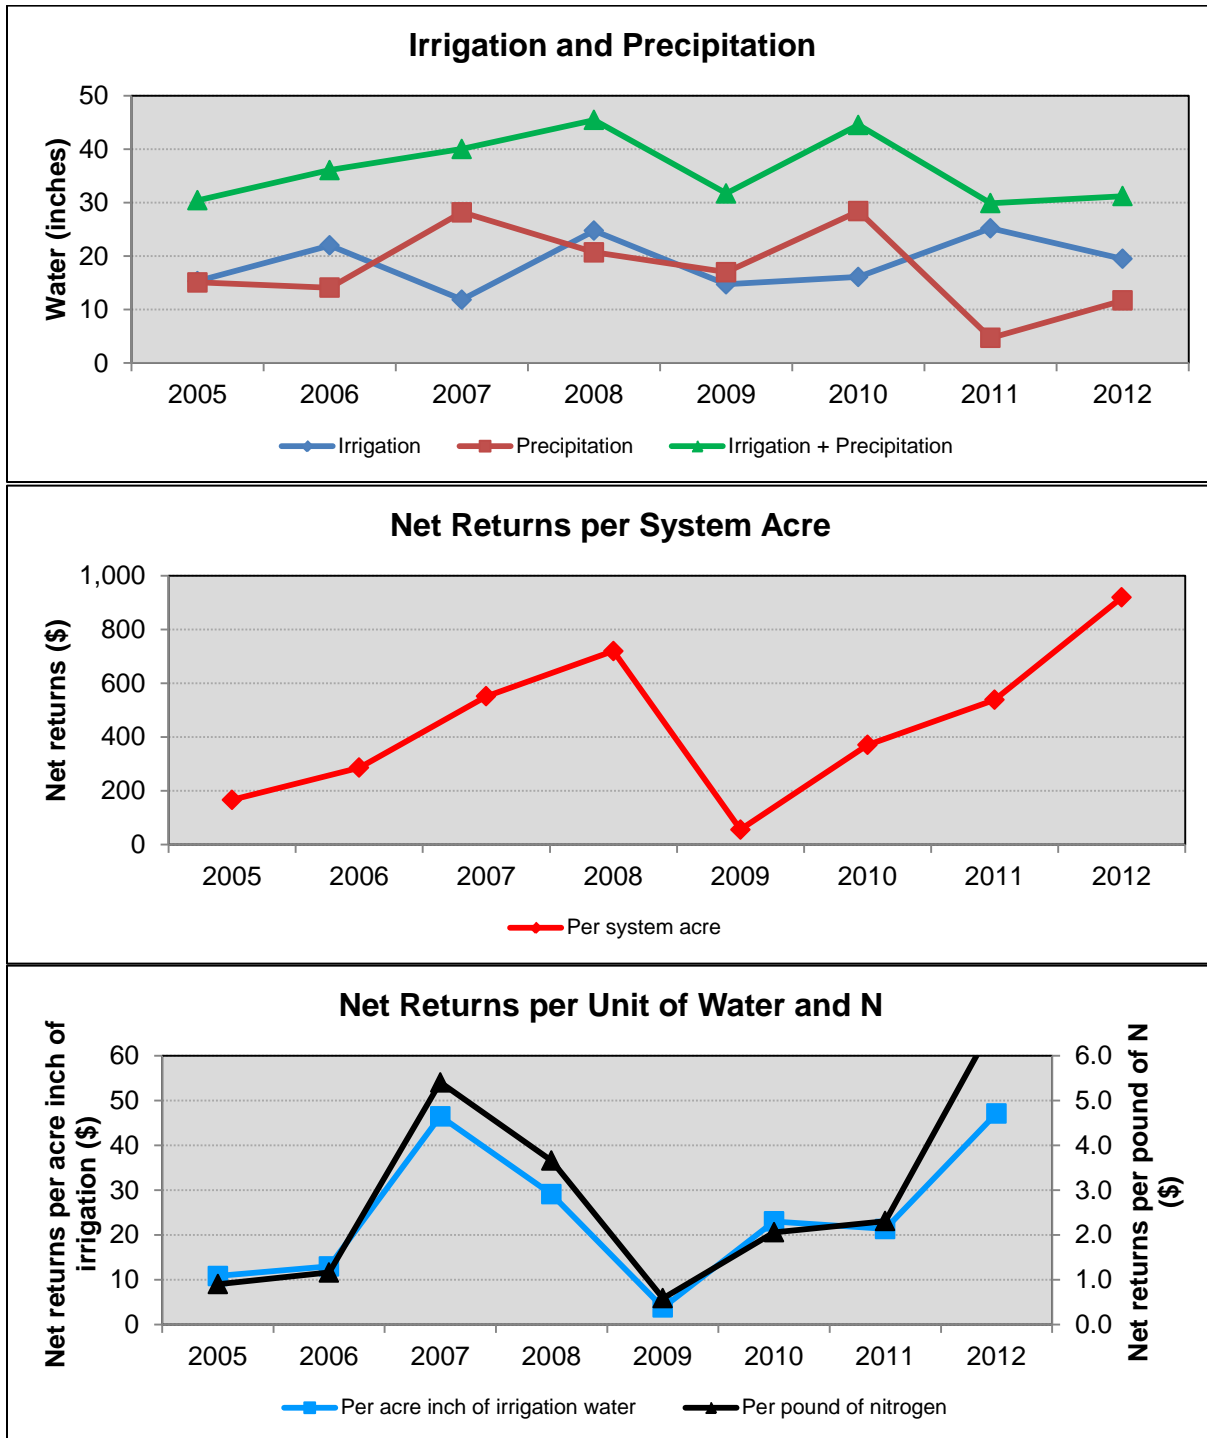 Irrigation and Precipitation
Water (inches)
50
40
30
20
10
0
2005 2006 2007 2008 2009 2010 2011 2012
Irrigation Precipitation Irrigation + Precipitation
Net Returns per System Acre
Net returns ($)
1,000
800
600
400
200
0
2005 2006 2007 2008 2009 2010 2011 2012
Per system acre
Net Returns per Unit of Water and N
Net returns per acre inch of
irrigation ($)
60
50
40
30
20
10
0
6.0
5.0
4.0
3.0
2.0
1.0
0.0
Net returns per pound of N
($)
2005 2006 2007 2008 2009 2010 2011 2012
Per acre inch of irrigation water Per pound of nitrogen